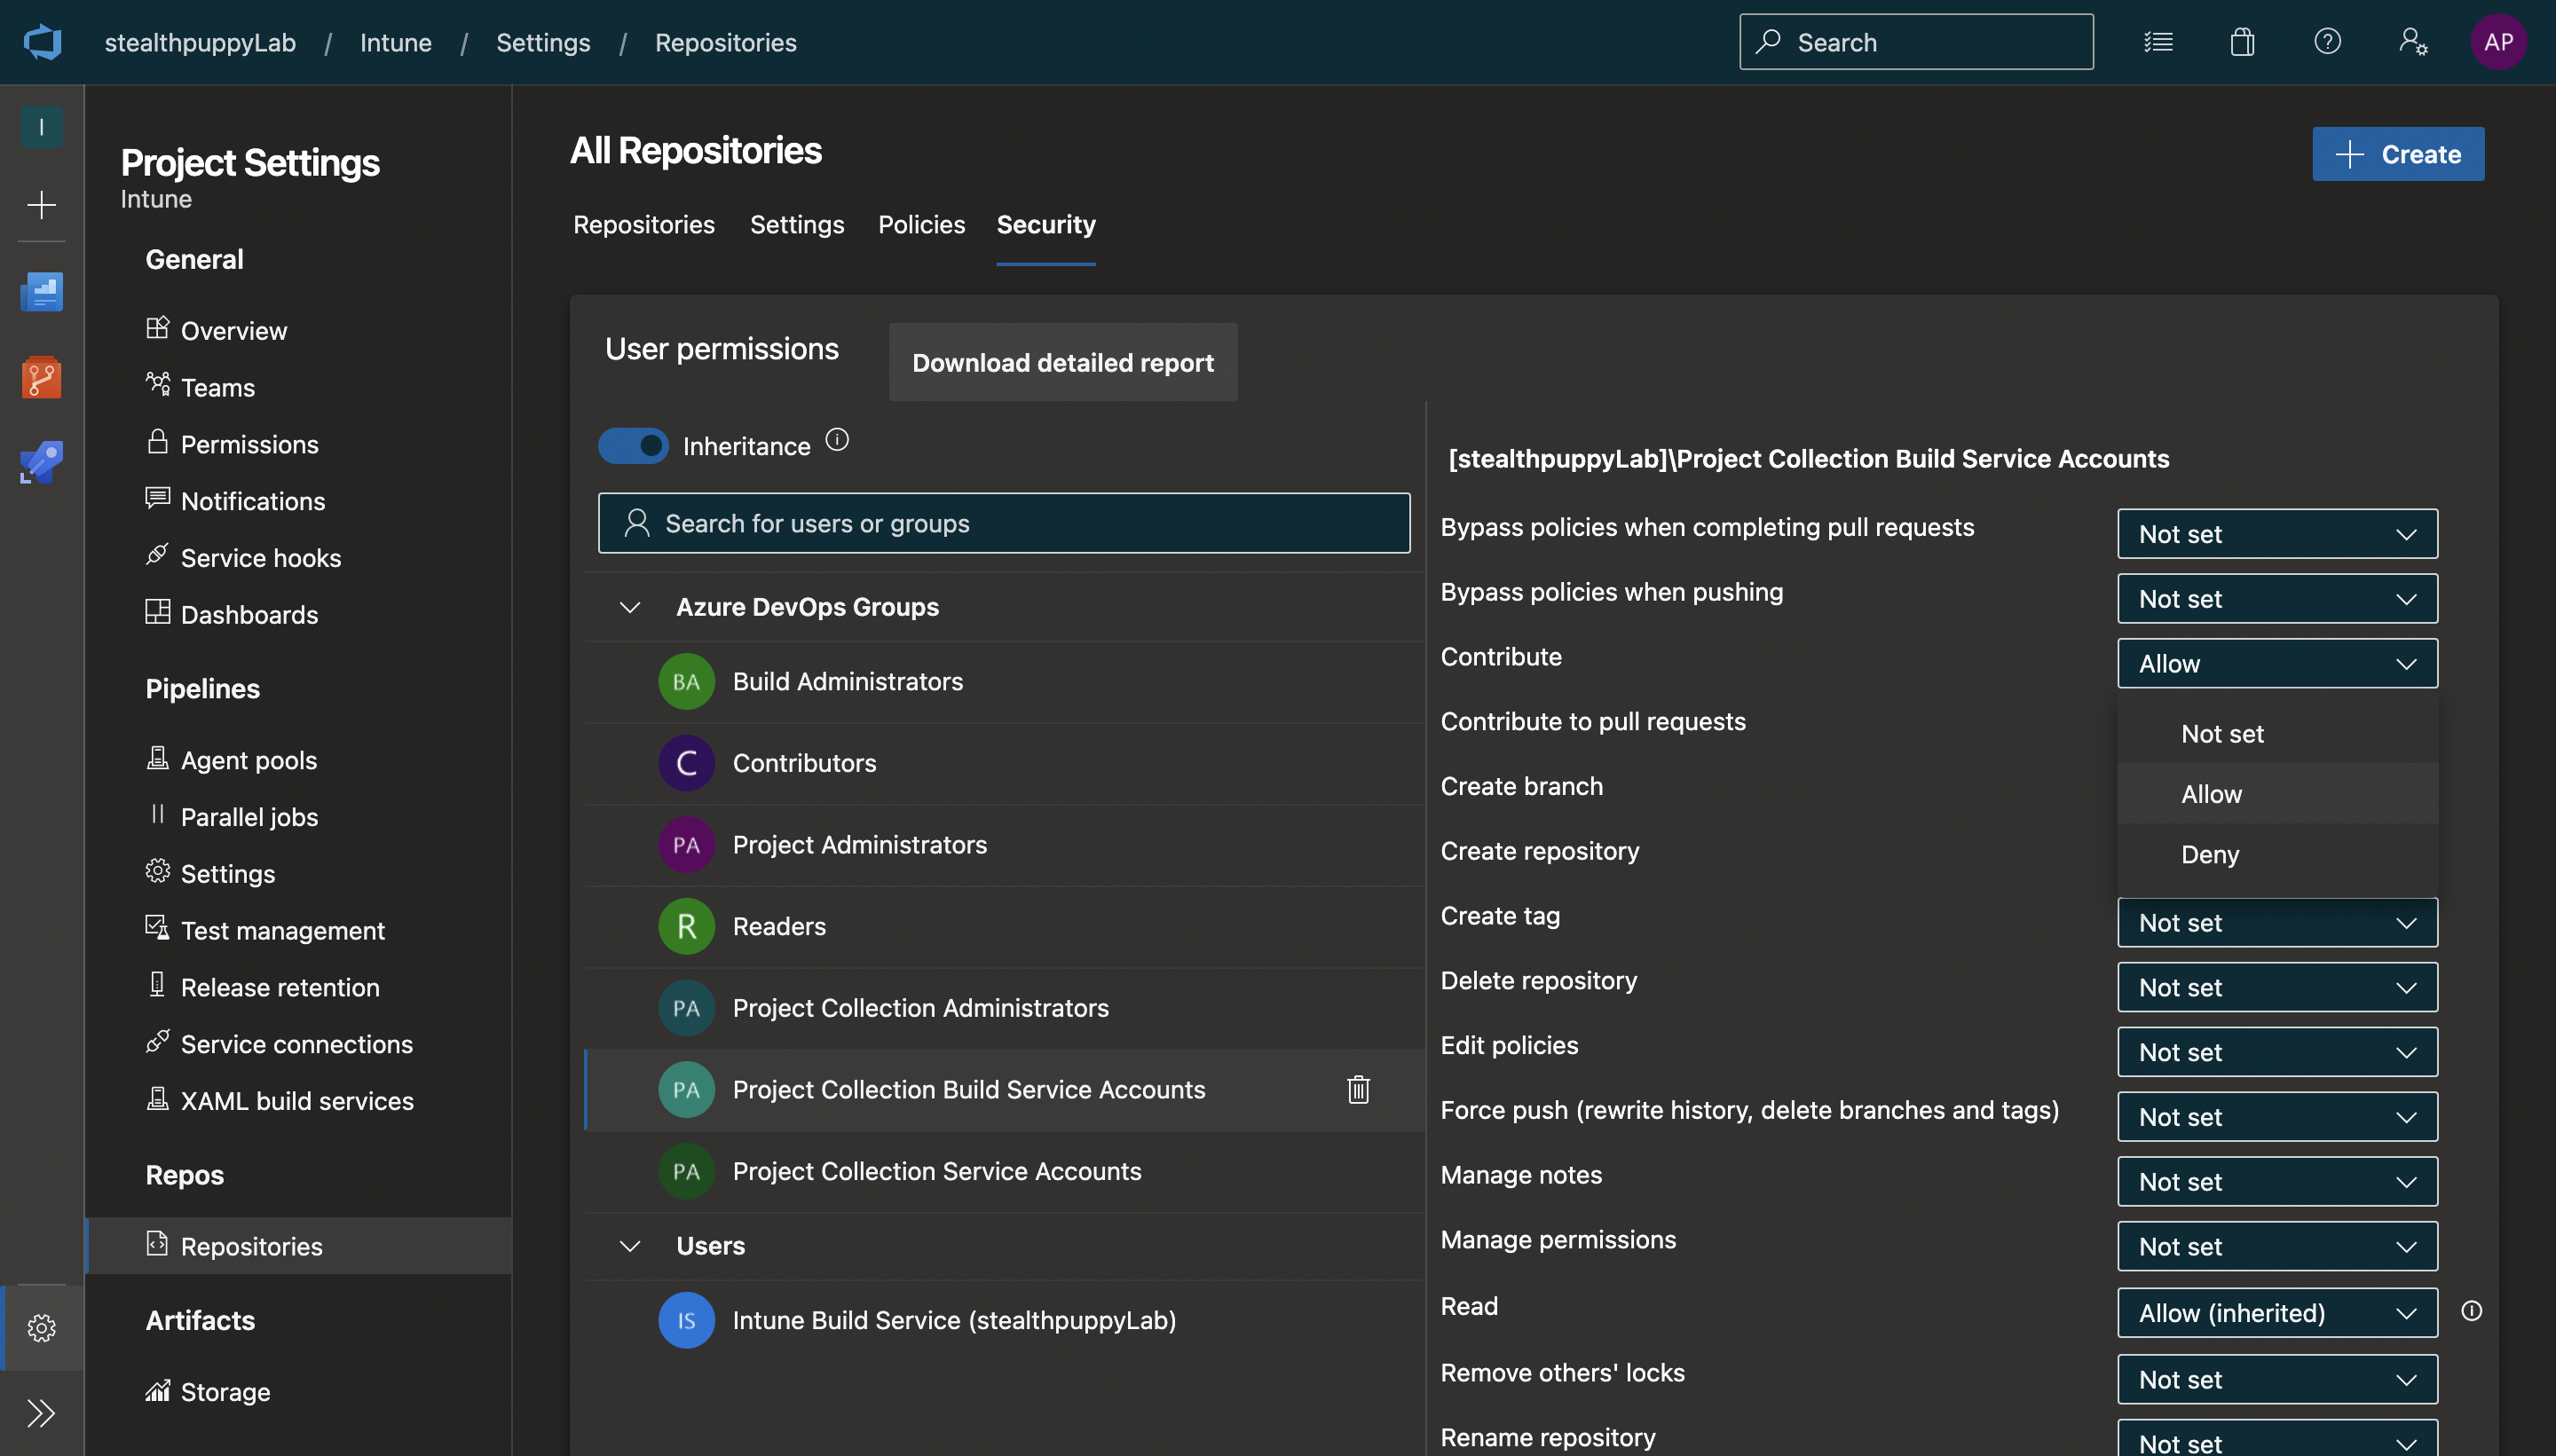 stealthpuppyLab / Intune / Settings / Repositories
Search
AP
I
Project Settings
Intune
General
Overview
Teams
Permissions
Notifications
Service hooks
Dashboards
Pipelines
Agent pools
Parallel jobs
Settings
Test management
Release retention
Service connections
XAML build services
Repos
Repositories
Artifacts
Storage
All Repositories
Create
Repositories
Settings
Policies
Security
User permissions
Download detailed report
Inheritance
Search for users or groups
Azure DevOps Groups
BA Build Administrators
C Contributors
PA Project Administrators
R Readers
PA Project Collection Administrators
PA Project Collection Build Service Accounts
PA Project Collection Service Accounts
Users
IS Intune Build Service (stealthpuppyLab)
[stealthpuppyLab]\Project Collection Build Service Accounts
Bypass policies when completing pull requests Not set
Bypass policies when pushing Not set
Contribute Allow
Contribute to pull requests
Not set
Create branch
Allow
Create repository
Deny
Create tag Not set
Delete repository Not set
Edit policies Not set
Force push (rewrite history, delete branches and tags) Not set
Manage notes Not set
Manage permissions Not set
Read Allow (inherited)
Remove others' locks Not set
Rename repository Not set